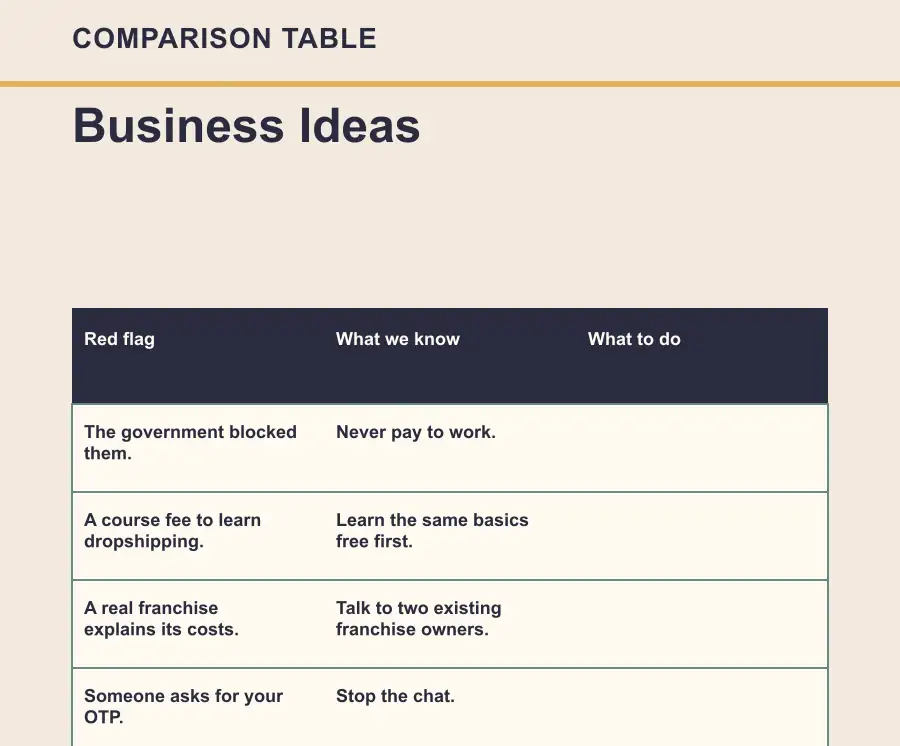 COMPARISON TABLE
Business Ideas
Red flag
What we know
What to do
The government blocked
them.
Never pay to work.
A course fee to learn
dropshipping.
Learn the same basics
free first.
A real franchise
explains its costs.
Talk to two existing
franchise owners.
Someone asks for your
OTP.
Stop the chat.